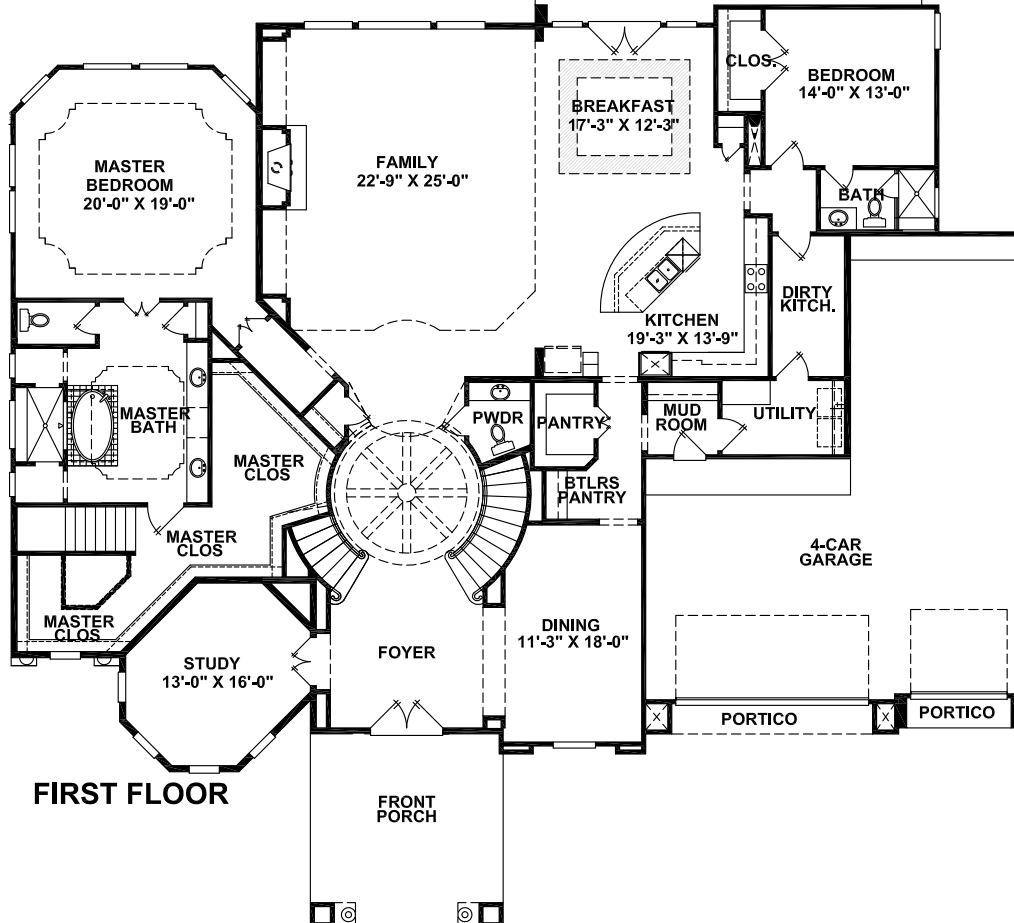 CLOS.
BEDROOM
14'-0" X 13'-0"
BREAKFAST
17'-3" X 12'-3"
MASTER
BEDROOM
20'-0" X 19'-0"
FAMILY
22'-9" X 25'-0"
BATH
DIRTY
KITCH.
KITCHEN
19'-3" X 13'-9"
MASTER
BATH
PWDR
PANTRY
MUD
ROOM
UTILITY
MASTER
CLOS
BTLRS
PANTRY
MASTER
CLOS
4-CAR
GARAGE
MASTER
CLOS
DINING
11'-3" X 18'-0"
STUDY
13'-0" X 16'-0"
FOYER
PORTICO
PORTICO
FIRST FLOOR
FRONT
PORCH